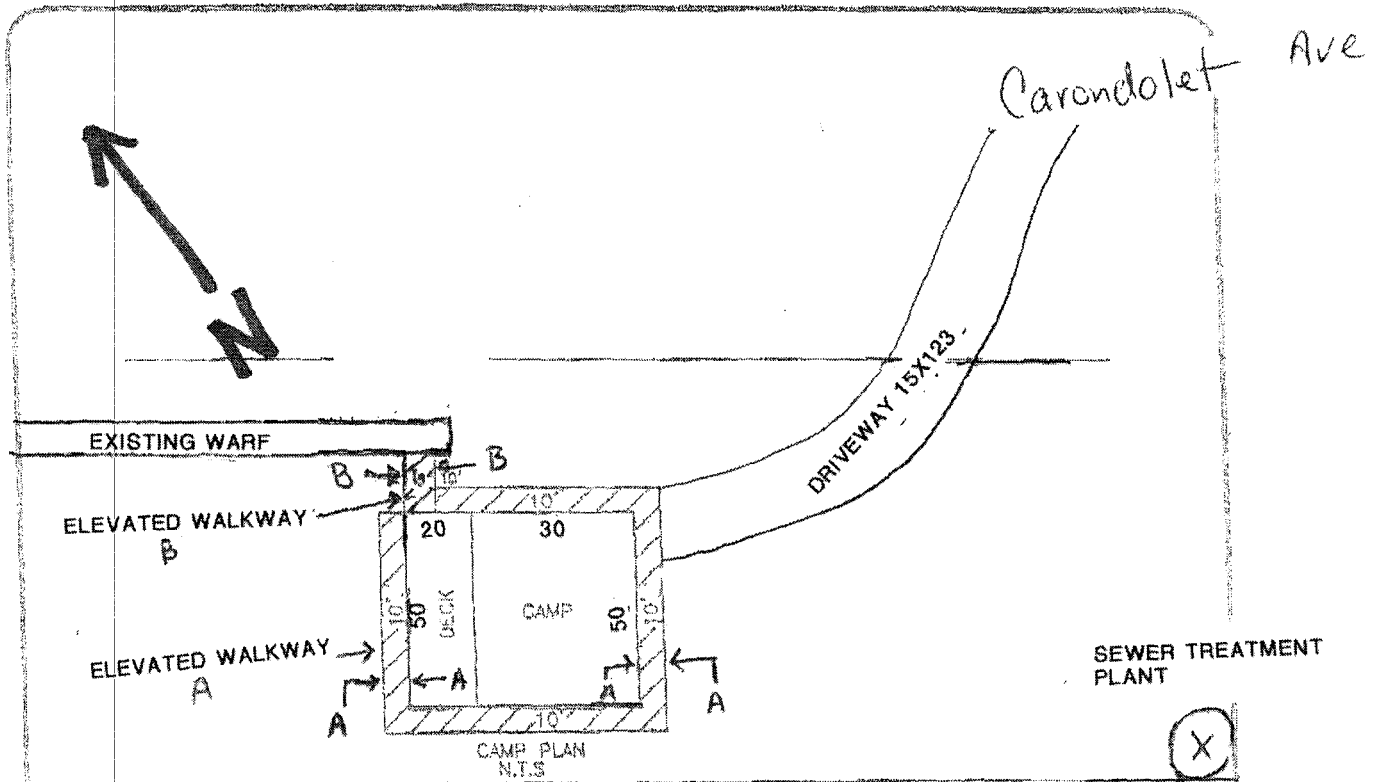 Carondolet Ave
N
DRIVEWAY 15X123
EXISTING WARF
B
B
10'
ELEVATED WALKWAY
B
10'
20
30
10'
50
DECK
CAMP
50
10'
ELEVATED WALKWAY
A
A
A
A
A
10'
SEWER TREATMENT
PLANT
CAMP PLAN
N.T.S
X